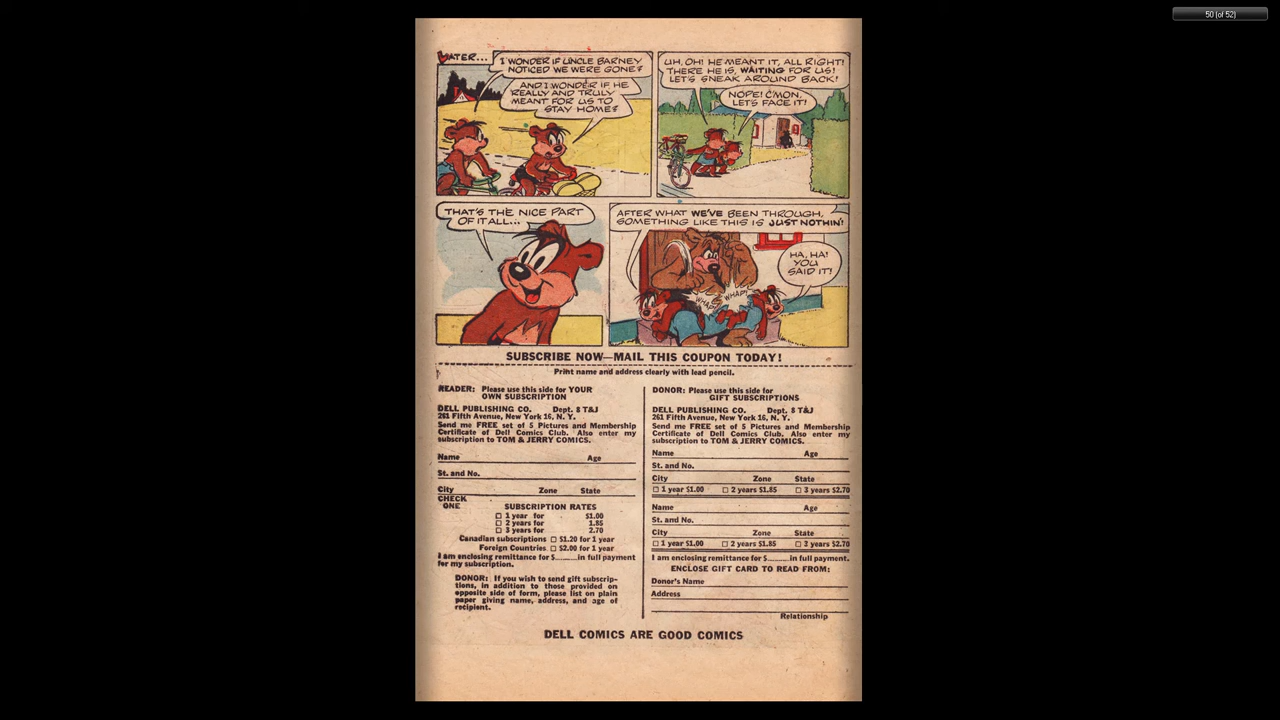 50 (of 52)
LATER...
I WONDER IF UNCLE BARNEY
NOTICED WE WERE GONE?
AND I WONDER IF HE
REALLY AND TRULY
MEANT FOR US TO
STAY HOME?
UH, OH! HE MEANT IT, ALL RIGHT!
THERE HE IS, WAITING FOR US!
LET'S SNEAK AROUND BACK!
NOPE! C'MON,
LET'S FACE IT!
THAT'S THE NICE PART
OF IT ALL...
AFTER WHAT WE'VE BEEN THROUGH,
SOMETHING LIKE THIS IS JUST NOTHIN'!
HA, HA!
YOU
SAID IT!
WHAP!
WHAP!
SUBSCRIBE NOW—MAIL THIS COUPON TODAY!
Print name and address clearly with lead pencil.
READER: Please use this side for YOUR
OWN SUBSCRIPTION
DELL PUBLISHING CO. Dept. 8 T&J
261 Fifth Avenue, New York 16, N. Y.
Send me FREE set of 5 Pictures and Membership
Certificate of Dell Comics Club. Also enter my
subscription to TOM & JERRY COMICS.
Name Age
St. and No.
City Zone State
CHECK
ONE SUBSCRIPTION RATES
1 year for $1.00
2 years for 1.85
3 years for 2.70
Canadian subscriptions $1.20 for 1 year
Foreign Countries $2.00 for 1 year
I am enclosing remittance for $..........in full payment
for my subscription.
DONOR: If you wish to send gift subscrip-
tions, in addition to those provided on
opposite side of form, please list on plain
paper giving name, address, and age of
recipient.
DONOR: Please use this side for
GIFT SUBSCRIPTIONS
DELL PUBLISHING CO. Dept. 8 T&J
261 Fifth Avenue, New York 16, N. Y.
Send me FREE set of 5 Pictures and Membership
Certificate of Dell Comics Club. Also enter my
subscription to TOM & JERRY COMICS.
Name Age
St. and No.
City Zone State
1 year $1.00 2 years $1.85 3 years $2.70
Name Age
St. and No.
City Zone State
1 year $1.00 2 years $1.85 3 years $2.70
I am enclosing remittance for $..........in full payment.
ENCLOSE GIFT CARD TO READ FROM:
Donor's Name
Address
Relationship
DELL COMICS ARE GOOD COMICS